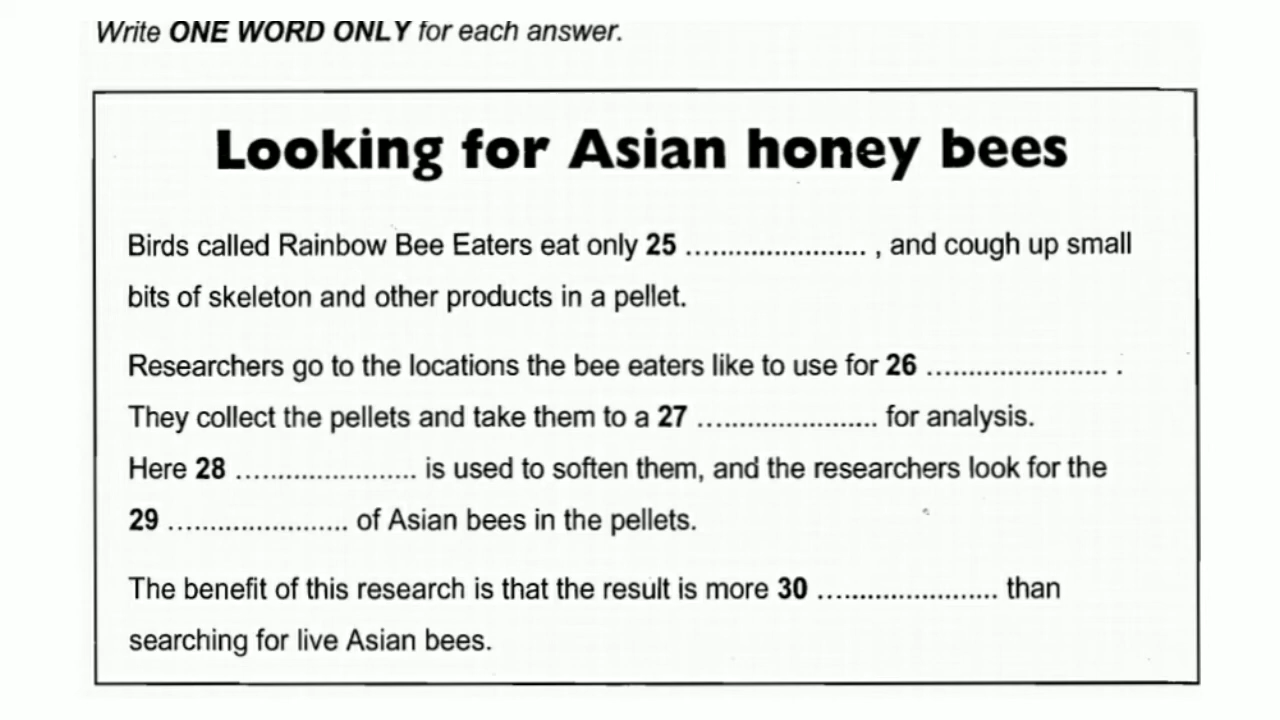 Write ONE WORD ONLY for each answer.
Looking for Asian honey bees
Birds called Rainbow Bee Eaters eat only 25 ...................... , and cough up small
bits of skeleton and other products in a pellet.
Researchers go to the locations the bee eaters like to use for 26 ...................... .
They collect the pellets and take them to a 27 ...................... for analysis.
Here 28 ...................... is used to soften them, and the researchers look for the
29 ...................... of Asian bees in the pellets.
The benefit of this research is that the result is more 30 ...................... than
searching for live Asian bees.